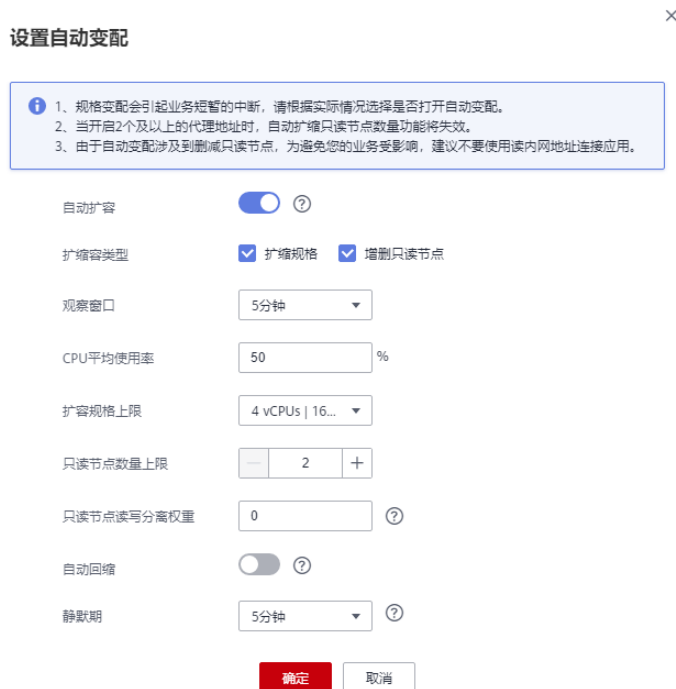 设置自动变配
1、规格变配会引起业务短暂的中断，请根据实际情况选择是否打开自动变配。
2、当开启2个及以上的代理地址时，自动扩缩只读节点数量功能将失效。
3、由于自动变配涉及到删减只读节点，为避免您的业务受影响，建议不要使用读内网地址连接应用。
自动扩容
扩缩容类型 扩缩规格 增删只读节点
观察窗口 5分钟
CPU平均使用率 50 %
扩容规格上限 4 vCPUs | 16...
只读节点数量上限 2
只读节点读写分离权重 0
自动回缩
静默期 5分钟
确定 取消